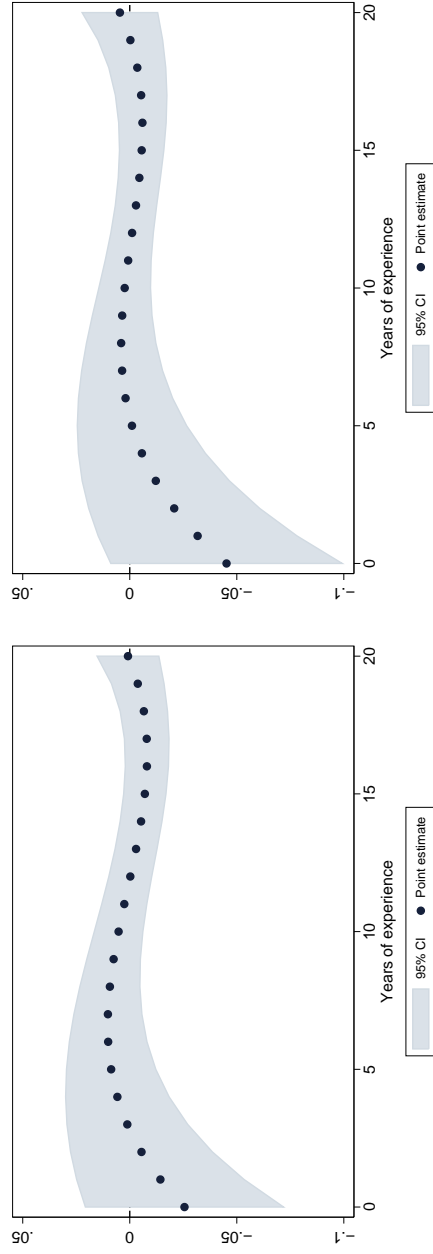 .05
0
-.05
-.1
0 5 10 15 20
Years of experience
95% CI Point estimate
.05
0
-.05
-.1
0 5 10 15 20
Years of experience
95% CI Point estimate